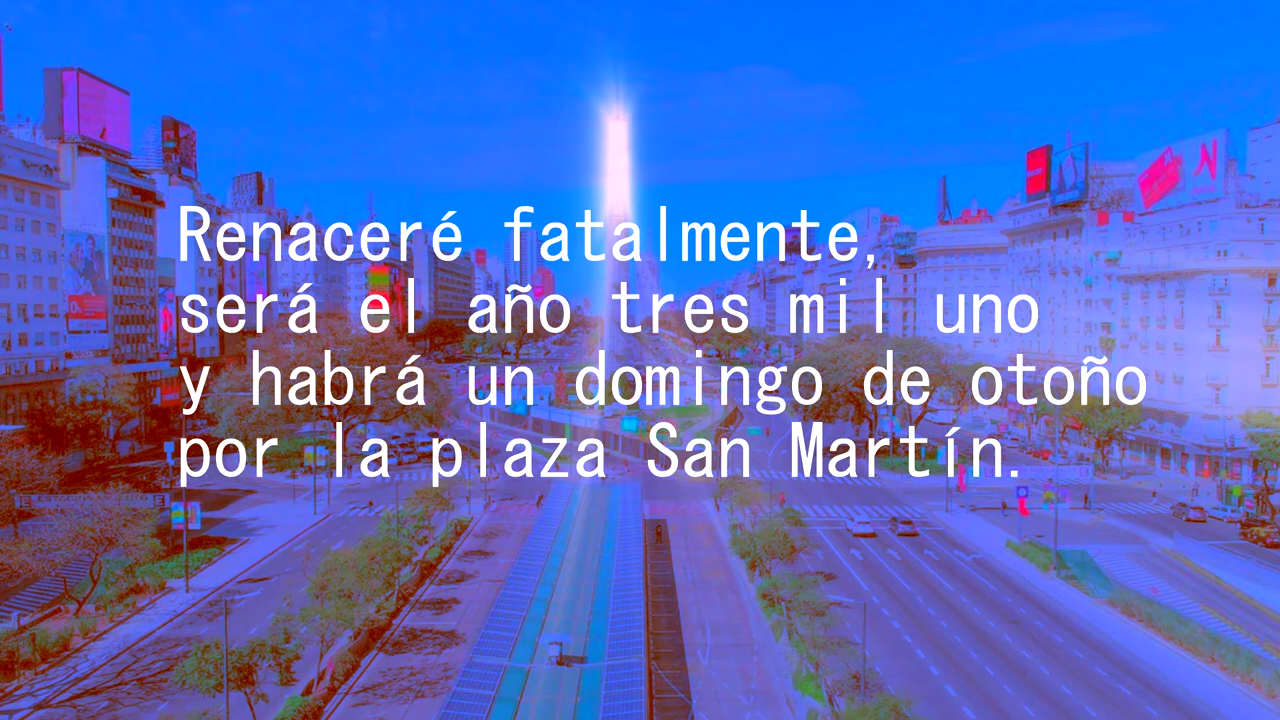 Renaceré fatalmente,
será el año tres mil uno
y habrá un domingo de otoño
por la plaza San Martín.